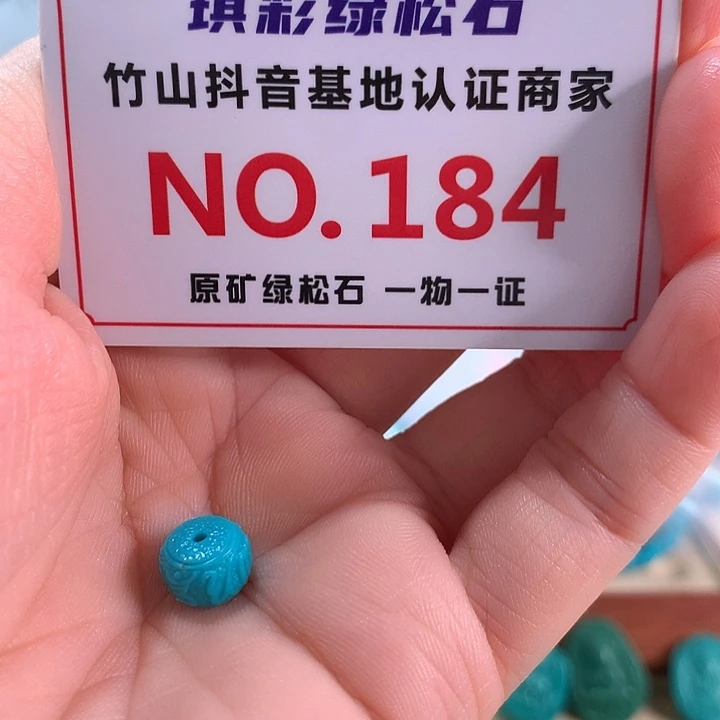 琪彩绿松石
竹山抖音基地认证商家
NO.184
原矿绿松石 一物一证